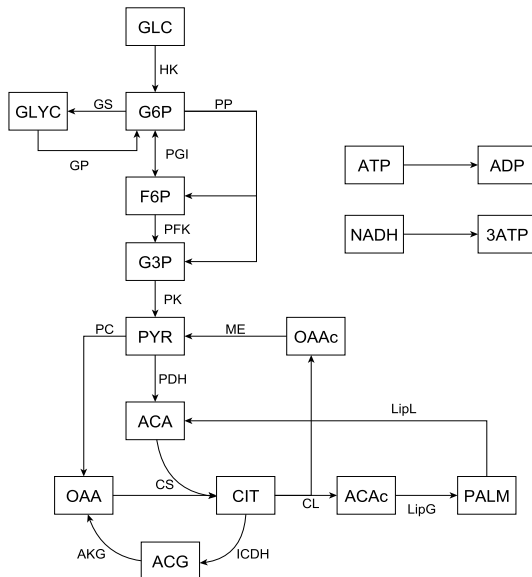 GLC
HK
GLYC
GS
G6P
PP
GP
PGI
ATP
ADP
F6P
PFK
NADH
3ATP
G3P
PK
PC
PYR
ME
OAAc
PDH
ACA
LipL
OAA
CS
CIT
CL
ACAc
LipG
PALM
AKG
ACG
ICDH